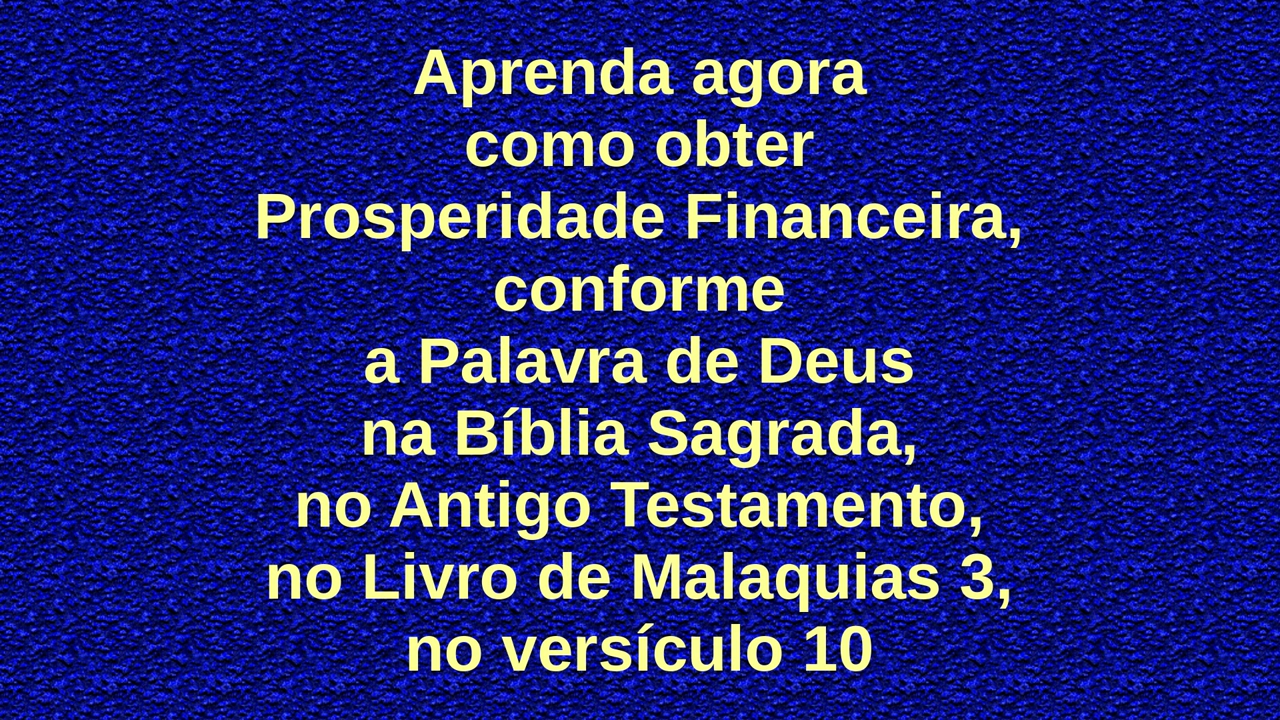 Aprenda agora
como obter
Prosperidade Financeira,
conforme
a Palavra de Deus
na Bíblia Sagrada,
no Antigo Testamento,
no Livro de Malaquias 3,
no versículo 10